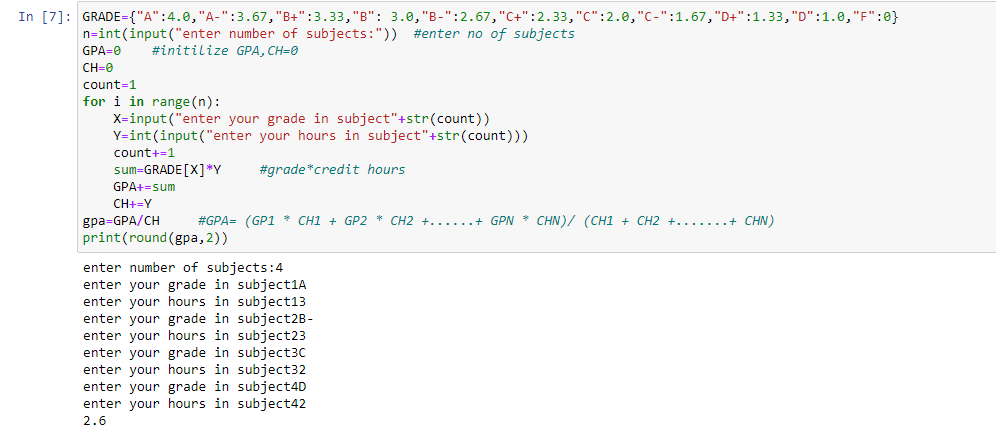 In [7]: GRADE={"A":4.0,"A-":3.67,"B+":3.33,"B": 3.0,"B-":2.67,"C+":2.33,"C":2.0,"C-":1.67,"D+":1.33,"D":1.0,"F":0}
n=int(input("enter number of subjects:"))  #enter no of subjects
GPA=0    #initilize GPA,CH=0
CH=0
count=1
for i in range(n):
    X=input("enter your grade in subject"+str(count))
    Y=int(input("enter your hours in subject"+str(count)))
    count+=1
    sum=GRADE[X]*Y     #grade*credit hours
    GPA+=sum
    CH+=Y
gpa=GPA/CH     #GPA= (GP1 * CH1 + GP2 * CH2 +......+ GPN * CHN)/ (CH1 + CH2 +.......+ CHN)
print(round(gpa,2))
enter number of subjects:4
enter your grade in subject1A
enter your hours in subject13
enter your grade in subject2B-
enter your hours in subject23
enter your grade in subject3C
enter your hours in subject32
enter your grade in subject4D
enter your hours in subject42
2.6